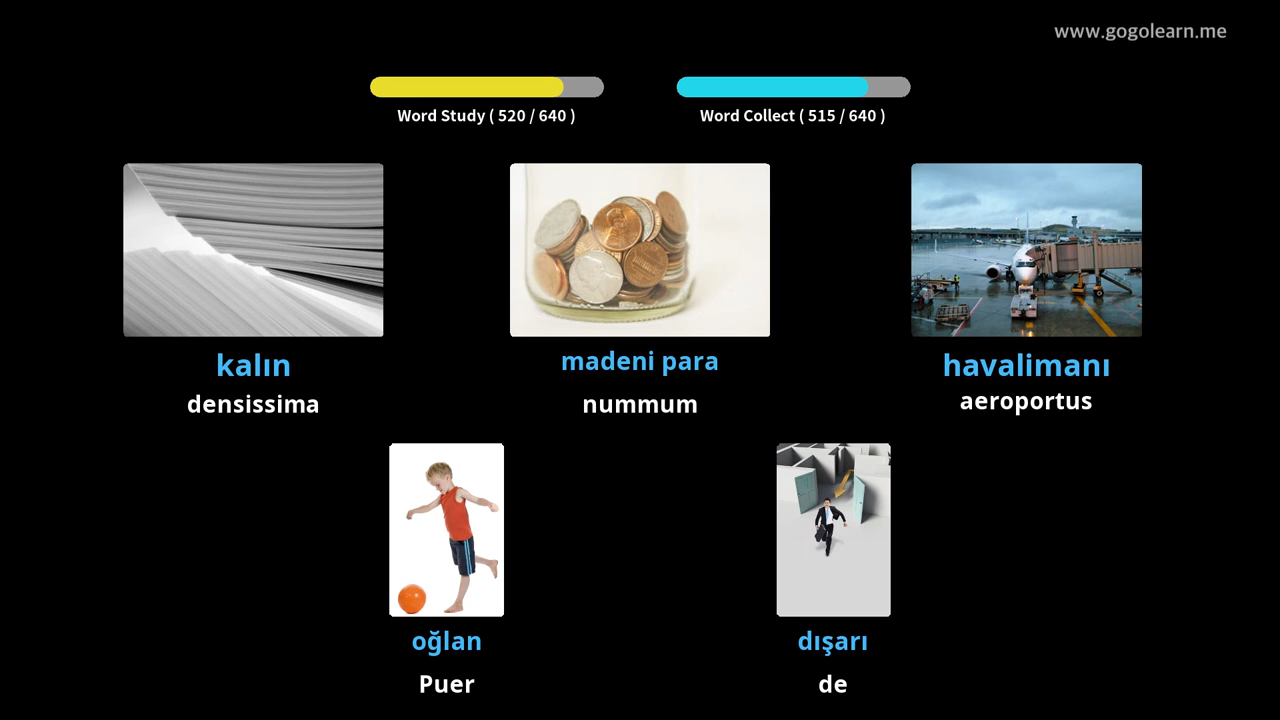 www.gogolearn.me
Word Study ( 520 / 640 )
Word Collect ( 515 / 640 )
kalın
densissima
madeni para
nummum
havalimanı
aeroportus
oğlan
Puer
dışarı
de